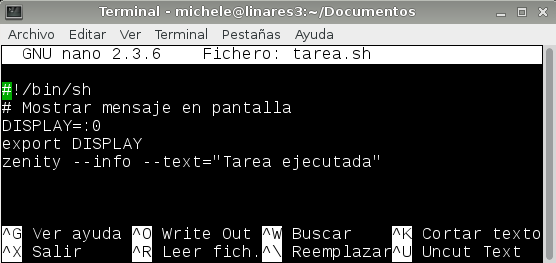 Terminal - michele@linares3:~/Documentos
Archivo Editar Ver Terminal Pestañas Ayuda
GNU nano 2.3.6 Fichero: tarea.sh
#!/bin/sh
# Mostrar mensaje en pantalla
DISPLAY=:0
export DISPLAY
zenity --info --text="Tarea ejecutada"
^G Ver ayuda ^O Write Out ^W Buscar ^K Cortar texto
^X Salir ^R Leer fich. ^\ Reemplazar ^U Uncut Text